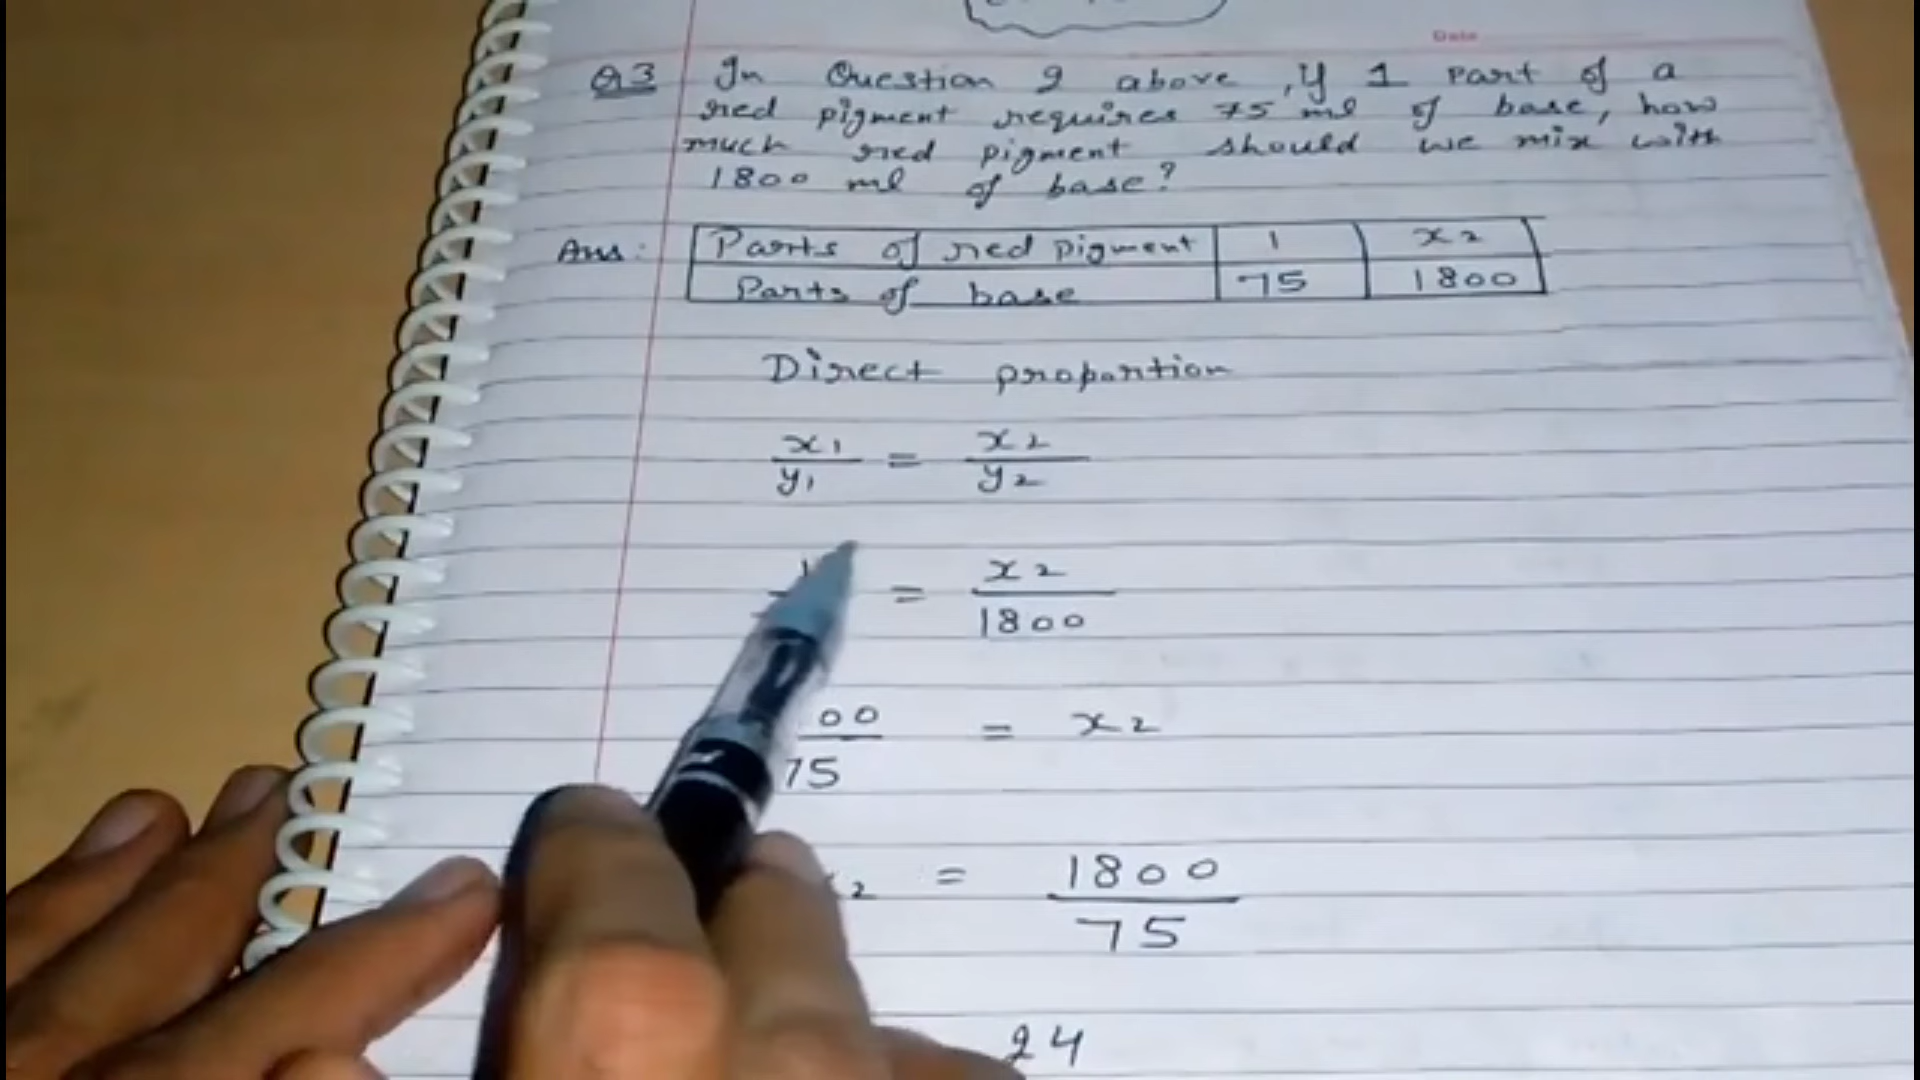 Date
Q3 In Question 2 above, if 1 part of a
red pigment requires 75 ml of base, how
much red pigment should we mix with
1800 ml of base?
Ans: Parts of red pigment 1 x2
Parts of base 75 1800
Direct proportion
x1/y1 = x2/y2
1 = x2/1800
00/75 = x2
2 = 1800/75
24